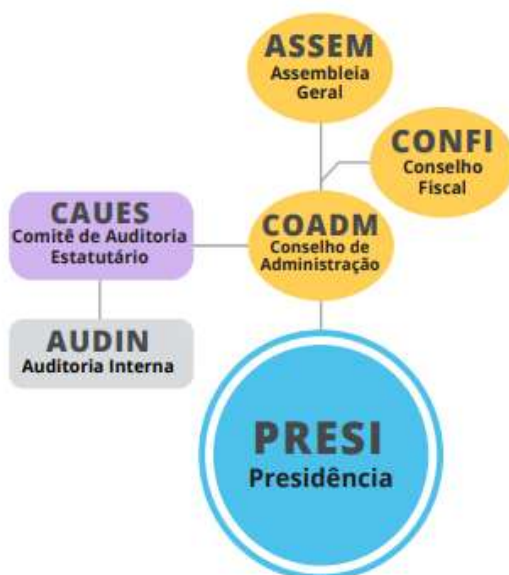 ASSEM
Assembleia
Geral
CONFI
Conselho
Fiscal
CAUES
Comitê de Auditoria
Estatutário
COADM
Conselho de
Administração
AUDIN
Auditoria Interna
PRESI
Presidência